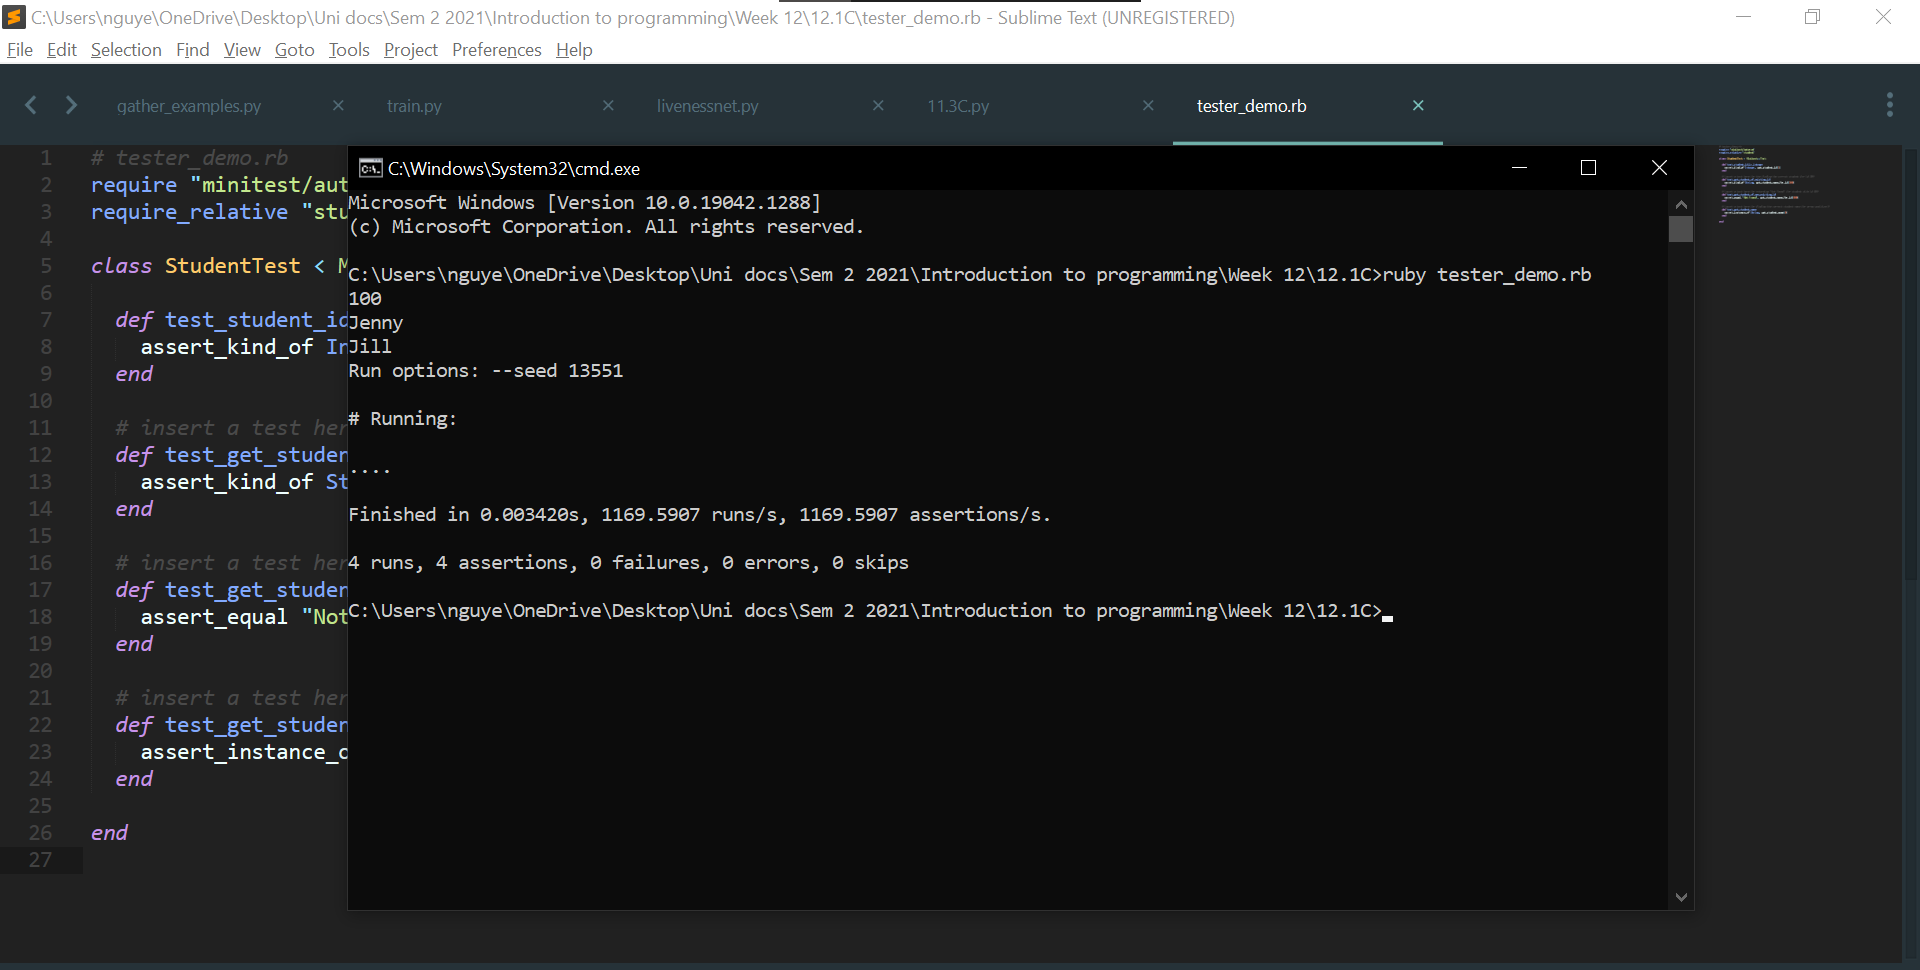 C:\Users\nguye\OneDrive\Desktop\Uni docs\Sem 2 2021\Introduction to programming\Week 12\12.1C\tester_demo.rb - Sublime Text (UNREGISTERED)
File Edit Selection Find View Goto Tools Project Preferences Help
gather_examples.py train.py livenessnet.py 11.3C.py tester_demo.rb
1 # tester_demo.rb
2 require "minitest/aut
3 require_relative "stu
4
5 class StudentTest < M
6
7 def test_student_id
8 assert_kind_of In
9 end
10
11 # insert a test her
12 def test_get_studen
13 assert_kind_of St
14 end
15
16 # insert a test her
17 def test_get_studen
18 assert_equal "Not
19 end
20
21 # insert a test her
22 def test_get_studen
23 assert_instance_o
24 end
25
26 end
27
C:\Windows\System32\cmd.exe
Microsoft Windows [Version 10.0.19042.1288]
(c) Microsoft Corporation. All rights reserved.
C:\Users\nguye\OneDrive\Desktop\Uni docs\Sem 2 2021\Introduction to programming\Week 12\12.1C>ruby tester_demo.rb
100
Jenny
Jill
Run options: --seed 13551
# Running:
....
Finished in 0.003420s, 1169.5907 runs/s, 1169.5907 assertions/s.
4 runs, 4 assertions, 0 failures, 0 errors, 0 skips
C:\Users\nguye\OneDrive\Desktop\Uni docs\Sem 2 2021\Introduction to programming\Week 12\12.1C>